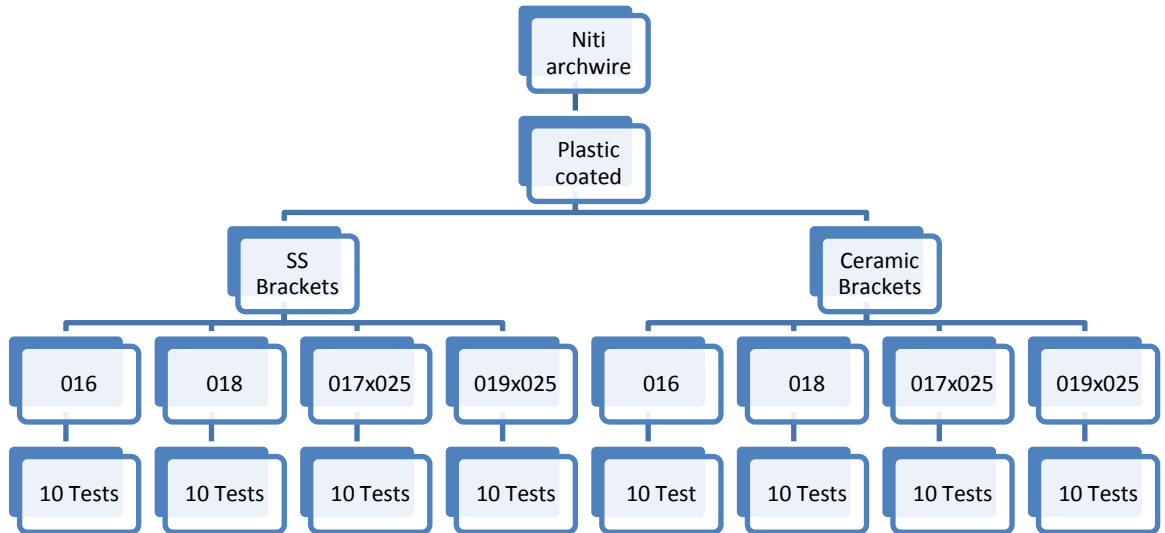 Niti
archwire
Plastic
coated
SS
Brackets
Ceramic
Brackets
016
018
017x025
019x025
016
018
017x025
019x025
10 Tests
10 Tests
10 Tests
10 Tests
10 Test
10 Tests
10 Tests
10 Tests